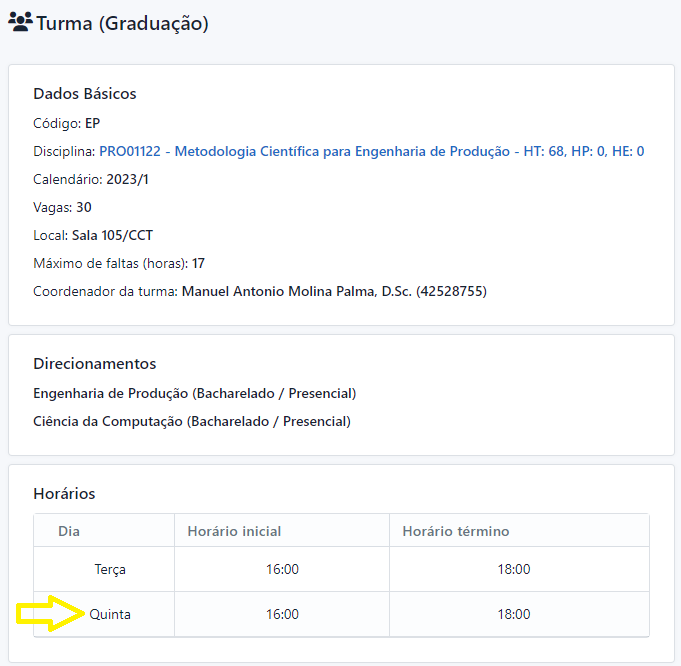 Turma (Graduação)
Dados Básicos
Código: EP
Disciplina: PRO01122 - Metodologia Científica para Engenharia de Produção - HT: 68, HP: 0, HE: 0
Calendário: 2023/1
Vagas: 30
Local: Sala 105/CCT
Máximo de faltas (horas): 17
Coordenador da turma: Manuel Antonio Molina Palma, D.Sc. (42528755)
Direcionamentos
Engenharia de Produção (Bacharelado / Presencial)
Ciência da Computação (Bacharelado / Presencial)
Horários
Dia Horário inicial Horário término
Terça 16:00 18:00
Quinta 16:00 18:00